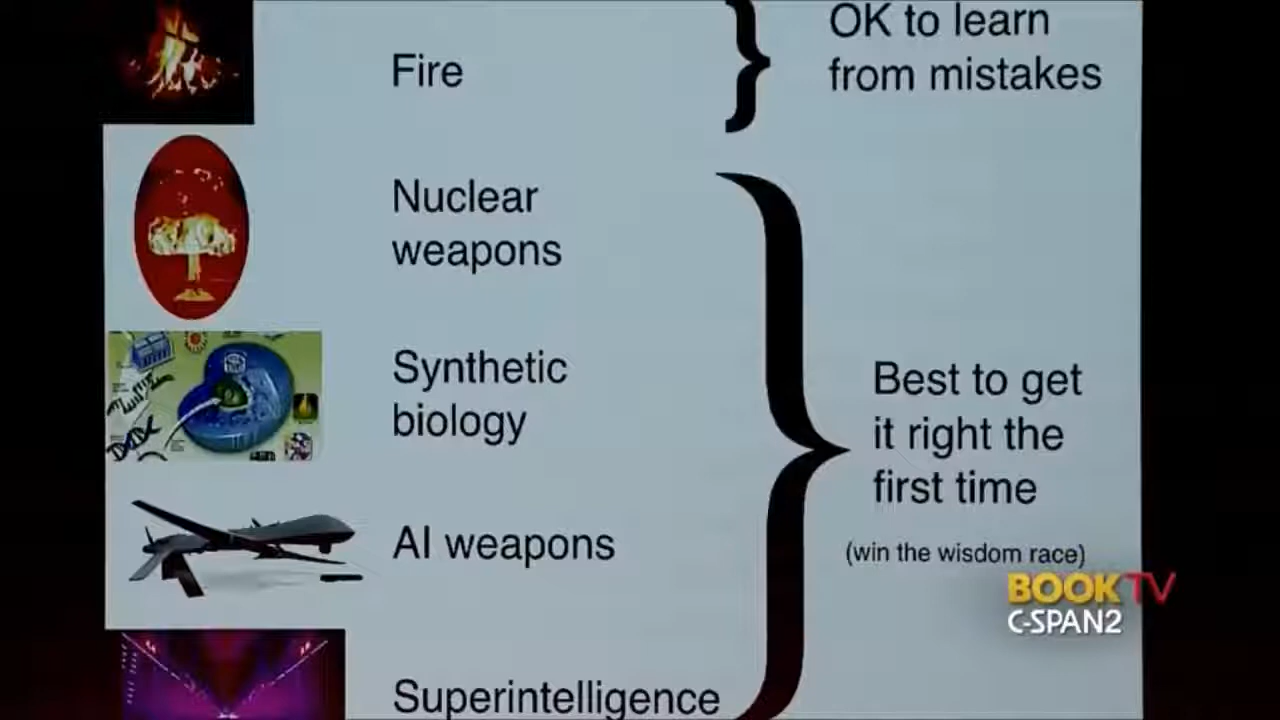 OK to learn
from mistakes
Fire
Nuclear
weapons
Synthetic
biology
AI weapons
Superintelligence
Best to get
it right the
first time
(win the wisdom race)
BOOK TV
C-SPAN2